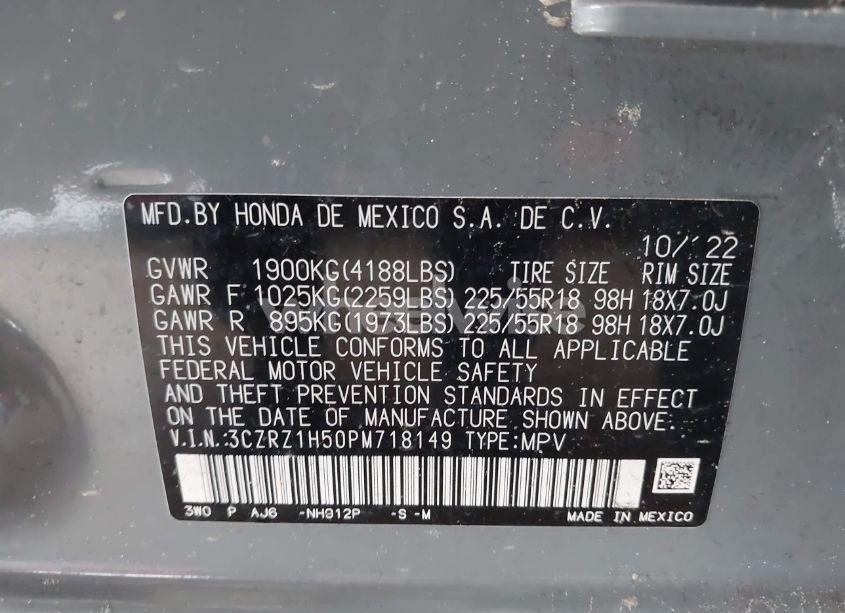 MFD.BY HONDA DE MEXICO S.A. DE C.V.
10/'22
GVWR 1900KG(4188LBS) TIRE SIZE RIM SIZE
GAWR F 1025KG(2259LBS) 225/55R18 98H 18X7.0J
GAWR R 895KG(1973LBS) 225/55R18 98H 18X7.0J
THIS VEHICLE CONFORMS TO ALL APPLICABLE
FEDERAL MOTOR VEHICLE SAFETY
AND THEFT PREVENTION STANDARDS IN EFFECT
ON THE DATE OF MANUFACTURE SHOWN ABOVE.
V.I.N.:3CZRZ1H50PM718149 TYPE:MPV
3W0 P AJ6 -NH912P -S -M
MADE IN MEXICO